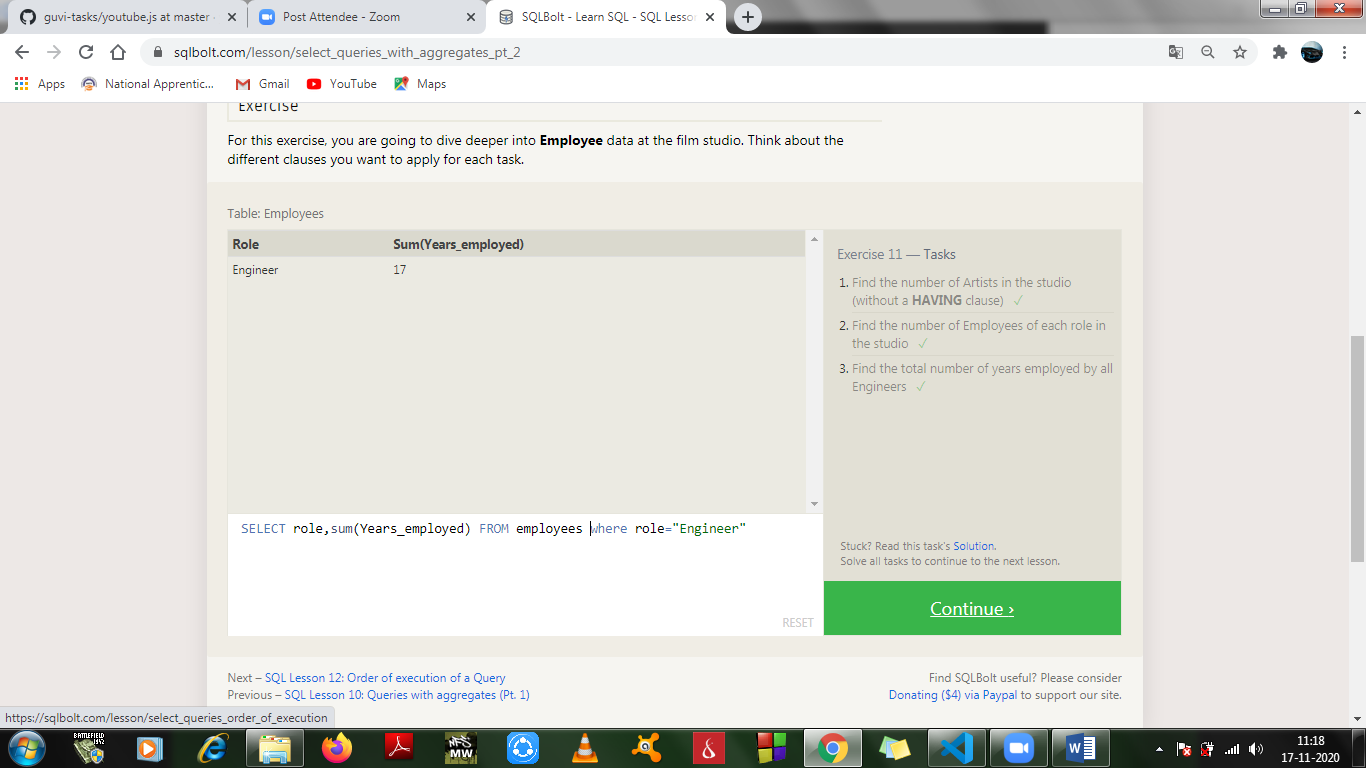 guvi-tasks/youtube.js at master
Post Attendee - Zoom
SQLBolt - Learn SQL - SQL Lesso
sqlbolt.com/lesson/select_queries_with_aggregates_pt_2
Apps
National Apprentic...
Gmail
YouTube
Maps
Exercise
For this exercise, you are going to dive deeper into Employee data at the film studio. Think about the
different clauses you want to apply for each task.
Table: Employees
Role Sum(Years_employed)
Engineer 17
SELECT role,sum(Years_employed) FROM employees where role="Engineer"
RESET
Exercise 11 — Tasks
1. Find the number of Artists in the studio
(without a HAVING clause) ✓
2. Find the number of Employees of each role in
the studio ✓
3. Find the total number of years employed by all
Engineers ✓
Stuck? Read this task's Solution.
Solve all tasks to continue to the next lesson.
Continue ›
Next – SQL Lesson 12: Order of execution of a Query
Previous – SQL Lesson 10: Queries with aggregates (Pt. 1)
Find SQLBolt useful? Please consider
Donating ($4) via Paypal to support our site.
https://sqlbolt.com/lesson/select_queries_order_of_execution
BATTLEFIELD
1942
NFS
MW
11:18
17-11-2020